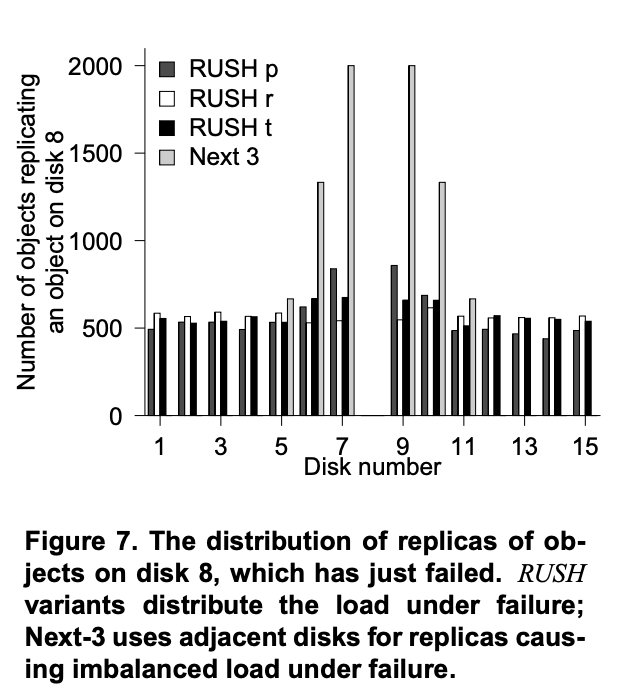 Number of objects replicating
an object on disk 8
2000
1500
1000
500
0
RUSH p
RUSH r
RUSH t
Next 3
1 3 5 7 9 11 13 15
Disk number
Figure 7. The distribution of replicas of ob-
jects on disk 8, which has just failed. RUSH
variants distribute the load under failure;
Next-3 uses adjacent disks for replicas caus-
ing imbalanced load under failure.